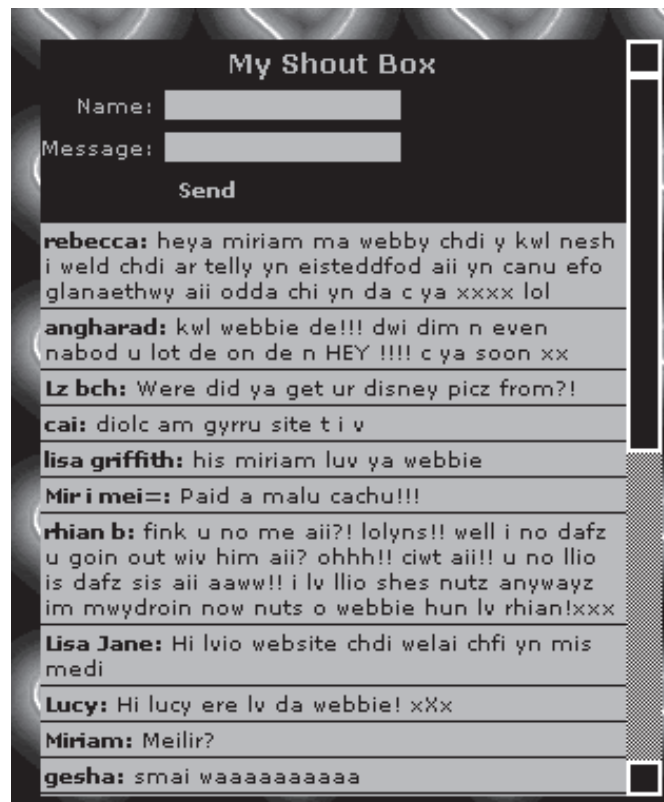 My Shout Box
Name:
Message:
Send
rebecca: heya miriam ma webby chdi y kwl nesh
i weld chdi ar telly yn eisteddfod aii yn canu efo
glanaethwy aii odda chi yn da c ya xxxx lol
angharad: kwl webbie de!!! dwi dim n even
nabod u lot de on de n HEY !!!! c ya soon xx
Lz bch: Were did ya get ur disney picz from?!
cai: diolc am gyrru site t i v
lisa griffith: his miriam luv ya webbie
Mir i mei=: Paid a malu cachu!!!
rhian b: fink u no me aii?! lolyns!! well i no dafz
u goin out wiv him aii? ohhh!! ciwt aii!! u no llio
is dafz sis aii aaww!! i lv llio shes nutz anywayz
im mwydroin now nuts o webbie hun lv rhian!xxx
Lisa Jane: Hi lvio website chdi welai chfi yn mis
medi
Lucy: Hi lucy ere lv da webbie! xXx
Miriam: Meilir?
gesha: smai waaaaaaaaaa